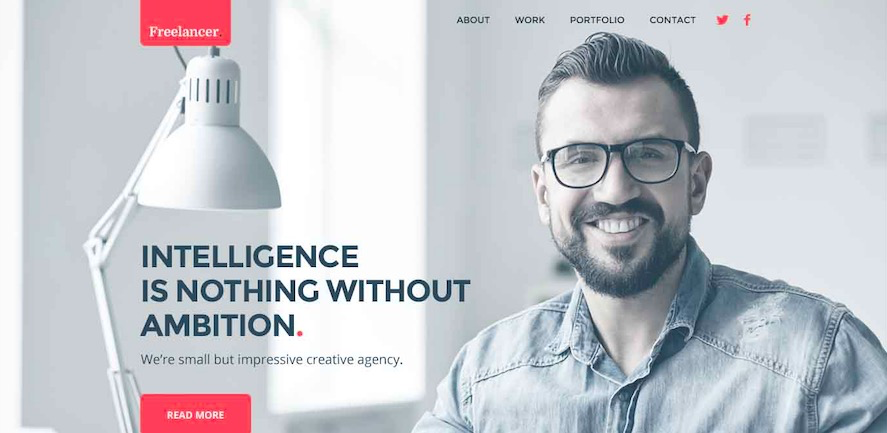 Freelancer.
ABOUT WORK PORTFOLIO CONTACT
INTELLIGENCE
IS NOTHING WITHOUT
AMBITION.
We're small but impressive creative agency.
READ MORE